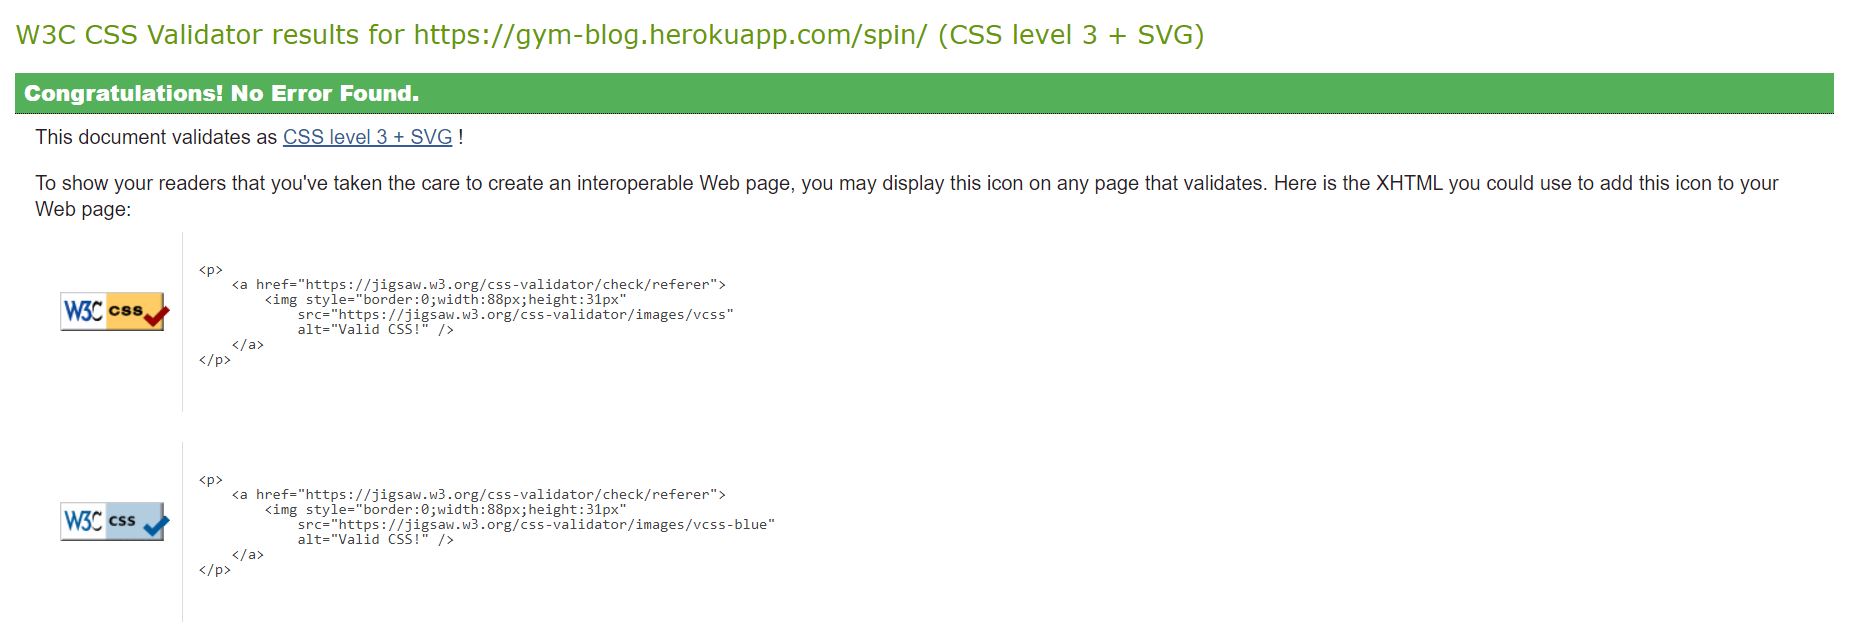 W3C CSS Validator results for https://gym-blog.herokuapp.com/spin/ (CSS level 3 + SVG)
Congratulations! No Error Found.
This document validates as CSS level 3 + SVG !
To show your readers that you've taken the care to create an interoperable Web page, you may display this icon on any page that validates. Here is the XHTML you could use to add this icon to your
Web page:
W3C css
<p>
<a href="https://jigsaw.w3.org/css-validator/check/referer">
<img style="border:0;width:88px;height:31px"
src="https://jigsaw.w3.org/css-validator/images/vcss"
alt="Valid CSS!" />
</a>
</p>
W3C css
<p>
<a href="https://jigsaw.w3.org/css-validator/check/referer">
<img style="border:0;width:88px;height:31px"
src="https://jigsaw.w3.org/css-validator/images/vcss-blue"
alt="Valid CSS!" />
</a>
</p>